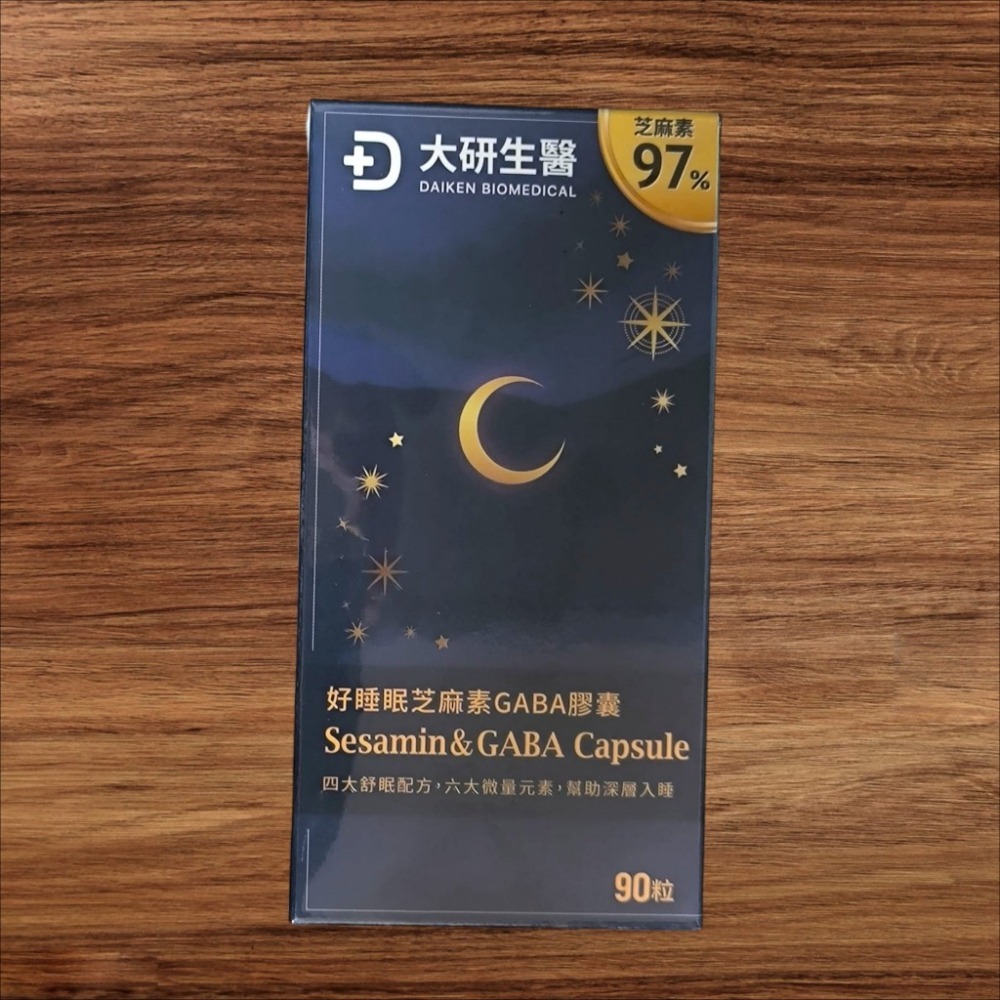 大研生醫
DAIKEN BIOMEDICAL
芝麻素
97%
好睡眠芝麻素GABA膠囊
Sesamin&GABA Capsule
四大舒眠配方,六大微量元素,幫助深層入睡
90粒